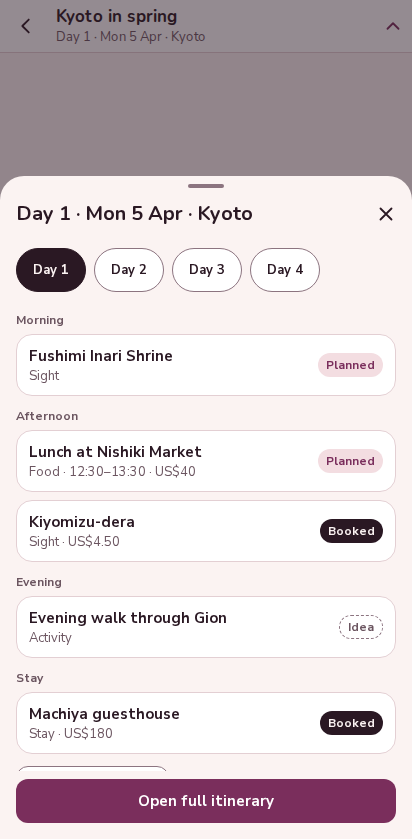 Kyoto in spring
Day 1 · Mon 5 Apr · Kyoto
Day 1 · Mon 5 Apr · Kyoto
Day 1
Day 2
Day 3
Day 4
Morning
Fushimi Inari Shrine
Sight
Planned
Afternoon
Lunch at Nishiki Market
Food · 12:30–13:30 · US$40
Planned
Kiyomizu-dera
Sight · US$4.50
Booked
Evening
Evening walk through Gion
Activity
Idea
Stay
Machiya guesthouse
Stay · US$180
Booked
Open full itinerary